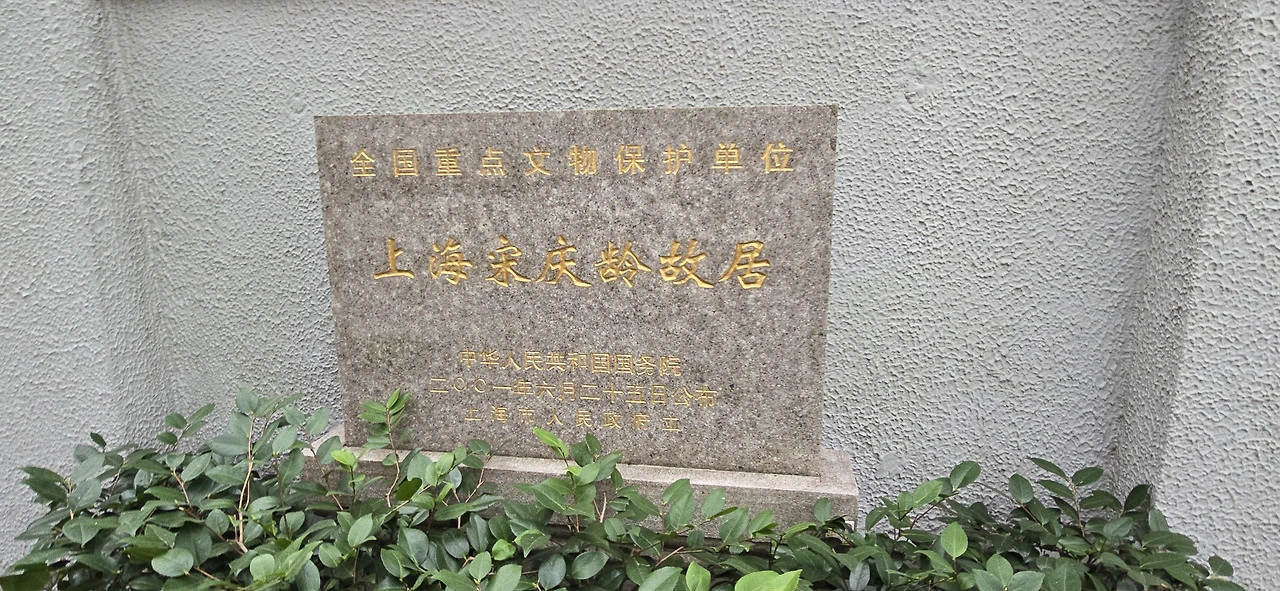 全国重点文物保护单位
上海宋庆龄故居
中华人民共和国国务院
二〇〇一年六月二十五日公布
上海市人民政府立